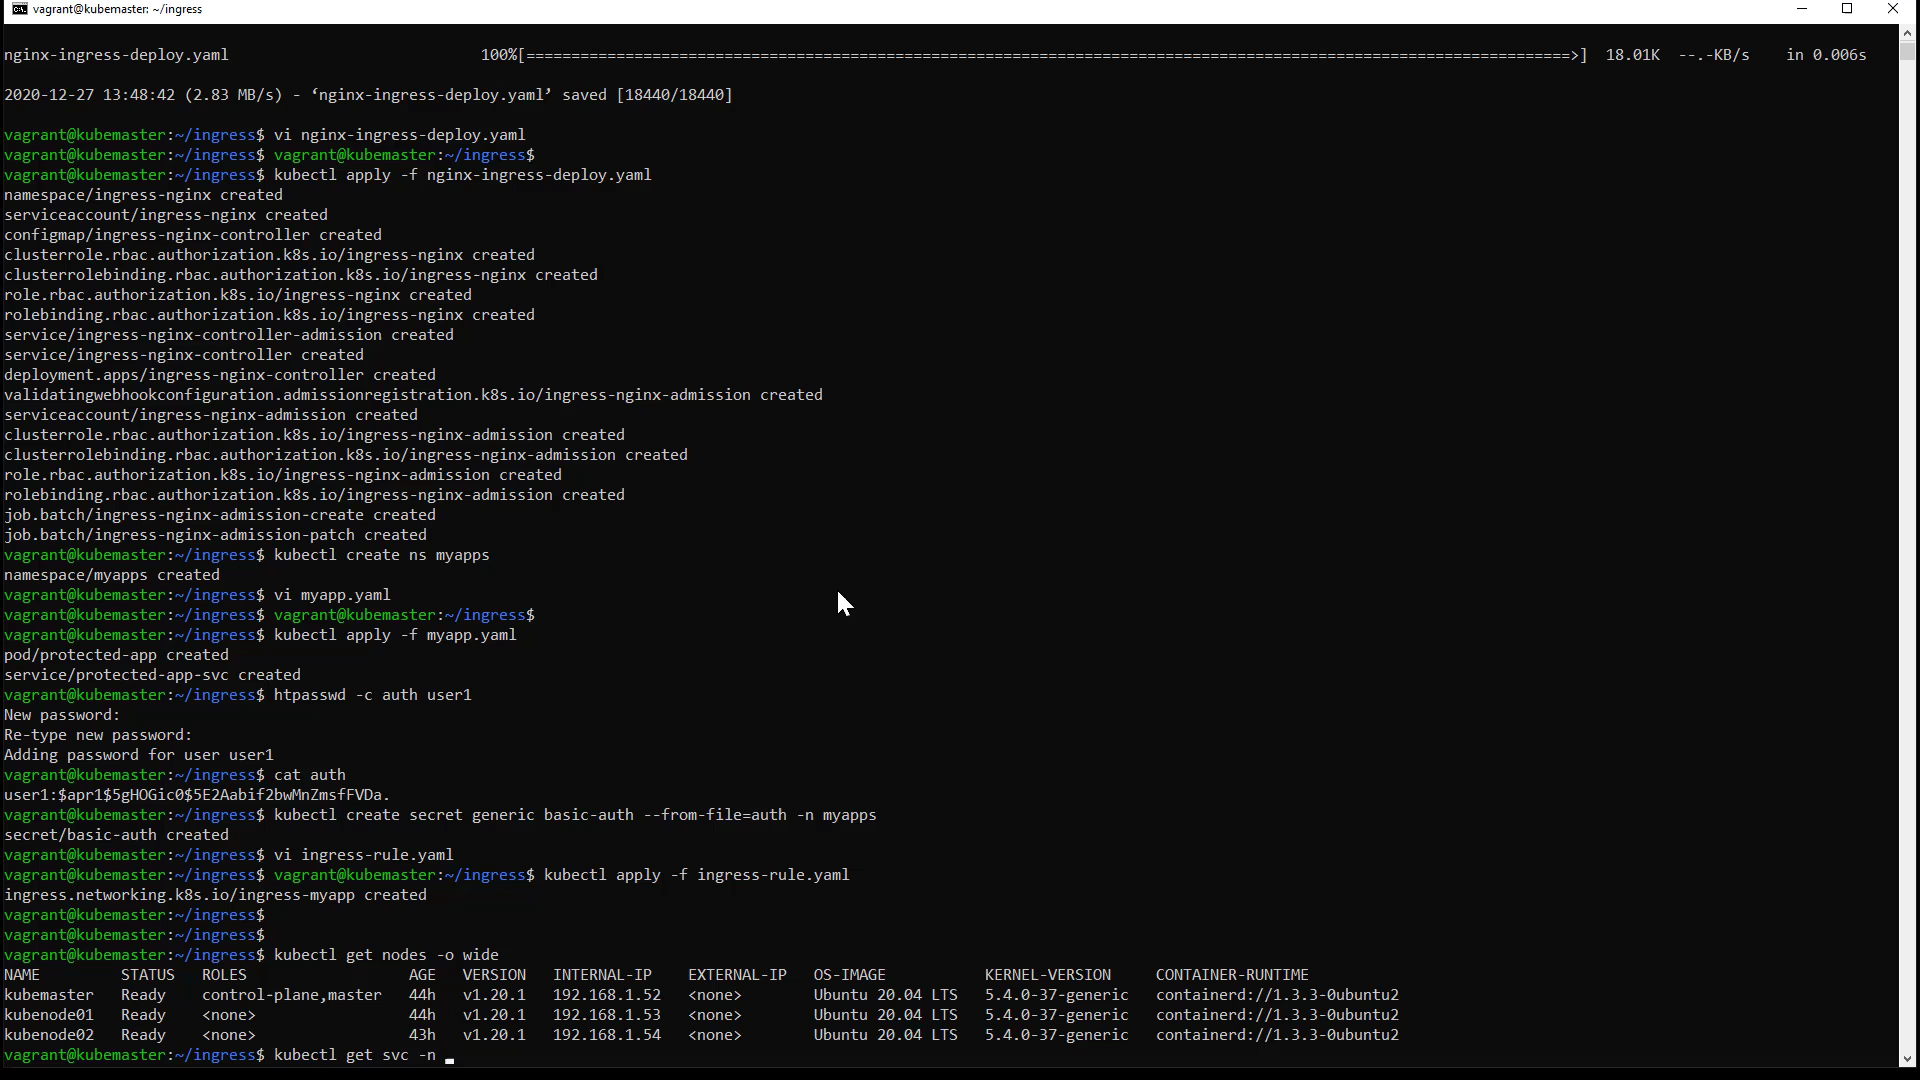 vagrant@kubemaster: ~/ingress
nginx-ingress-deploy.yaml 100%[====================================================================================================================>] 18.01K --.-KB/s in 0.006s
2020-12-27 13:48:42 (2.83 MB/s) - ‘nginx-ingress-deploy.yaml’ saved [18440/18440]
vagrant@kubemaster:~/ingress$ vi nginx-ingress-deploy.yaml
vagrant@kubemaster:~/ingress$ vagrant@kubemaster:~/ingress$
vagrant@kubemaster:~/ingress$ kubectl apply -f nginx-ingress-deploy.yaml
namespace/ingress-nginx created
serviceaccount/ingress-nginx created
configmap/ingress-nginx-controller created
clusterrole.rbac.authorization.k8s.io/ingress-nginx created
clusterrolebinding.rbac.authorization.k8s.io/ingress-nginx created
role.rbac.authorization.k8s.io/ingress-nginx created
rolebinding.rbac.authorization.k8s.io/ingress-nginx created
service/ingress-nginx-controller-admission created
service/ingress-nginx-controller created
deployment.apps/ingress-nginx-controller created
validatingwebhookconfiguration.admissionregistration.k8s.io/ingress-nginx-admission created
serviceaccount/ingress-nginx-admission created
clusterrole.rbac.authorization.k8s.io/ingress-nginx-admission created
clusterrolebinding.rbac.authorization.k8s.io/ingress-nginx-admission created
role.rbac.authorization.k8s.io/ingress-nginx-admission created
rolebinding.rbac.authorization.k8s.io/ingress-nginx-admission created
job.batch/ingress-nginx-admission-create created
job.batch/ingress-nginx-admission-patch created
vagrant@kubemaster:~/ingress$ kubectl create ns myapps
namespace/myapps created
vagrant@kubemaster:~/ingress$ vi myapp.yaml
vagrant@kubemaster:~/ingress$ vagrant@kubemaster:~/ingress$
vagrant@kubemaster:~/ingress$ kubectl apply -f myapp.yaml
pod/protected-app created
service/protected-app-svc created
vagrant@kubemaster:~/ingress$ htpasswd -c auth user1
New password:
Re-type new password:
Adding password for user user1
vagrant@kubemaster:~/ingress$ cat auth
user1:$apr1$5gHOGic0$5E2Aabif2bwMnZmsfFVDa.
vagrant@kubemaster:~/ingress$ kubectl create secret generic basic-auth --from-file=auth -n myapps
secret/basic-auth created
vagrant@kubemaster:~/ingress$ vi ingress-rule.yaml
vagrant@kubemaster:~/ingress$ vagrant@kubemaster:~/ingress$ kubectl apply -f ingress-rule.yaml
ingress.networking.k8s.io/ingress-myapp created
vagrant@kubemaster:~/ingress$
vagrant@kubemaster:~/ingress$
vagrant@kubemaster:~/ingress$ kubectl get nodes -o wide
NAME STATUS ROLES AGE VERSION INTERNAL-IP EXTERNAL-IP OS-IMAGE KERNEL-VERSION CONTAINER-RUNTIME
kubemaster Ready control-plane,master 44h v1.20.1 192.168.1.52 <none> Ubuntu 20.04 LTS 5.4.0-37-generic containerd://1.3.3-0ubuntu2
kubenode01 Ready <none> 44h v1.20.1 192.168.1.53 <none> Ubuntu 20.04 LTS 5.4.0-37-generic containerd://1.3.3-0ubuntu2
kubenode02 Ready <none> 43h v1.20.1 192.168.1.54 <none> Ubuntu 20.04 LTS 5.4.0-37-generic containerd://1.3.3-0ubuntu2
vagrant@kubemaster:~/ingress$ kubectl get svc -n